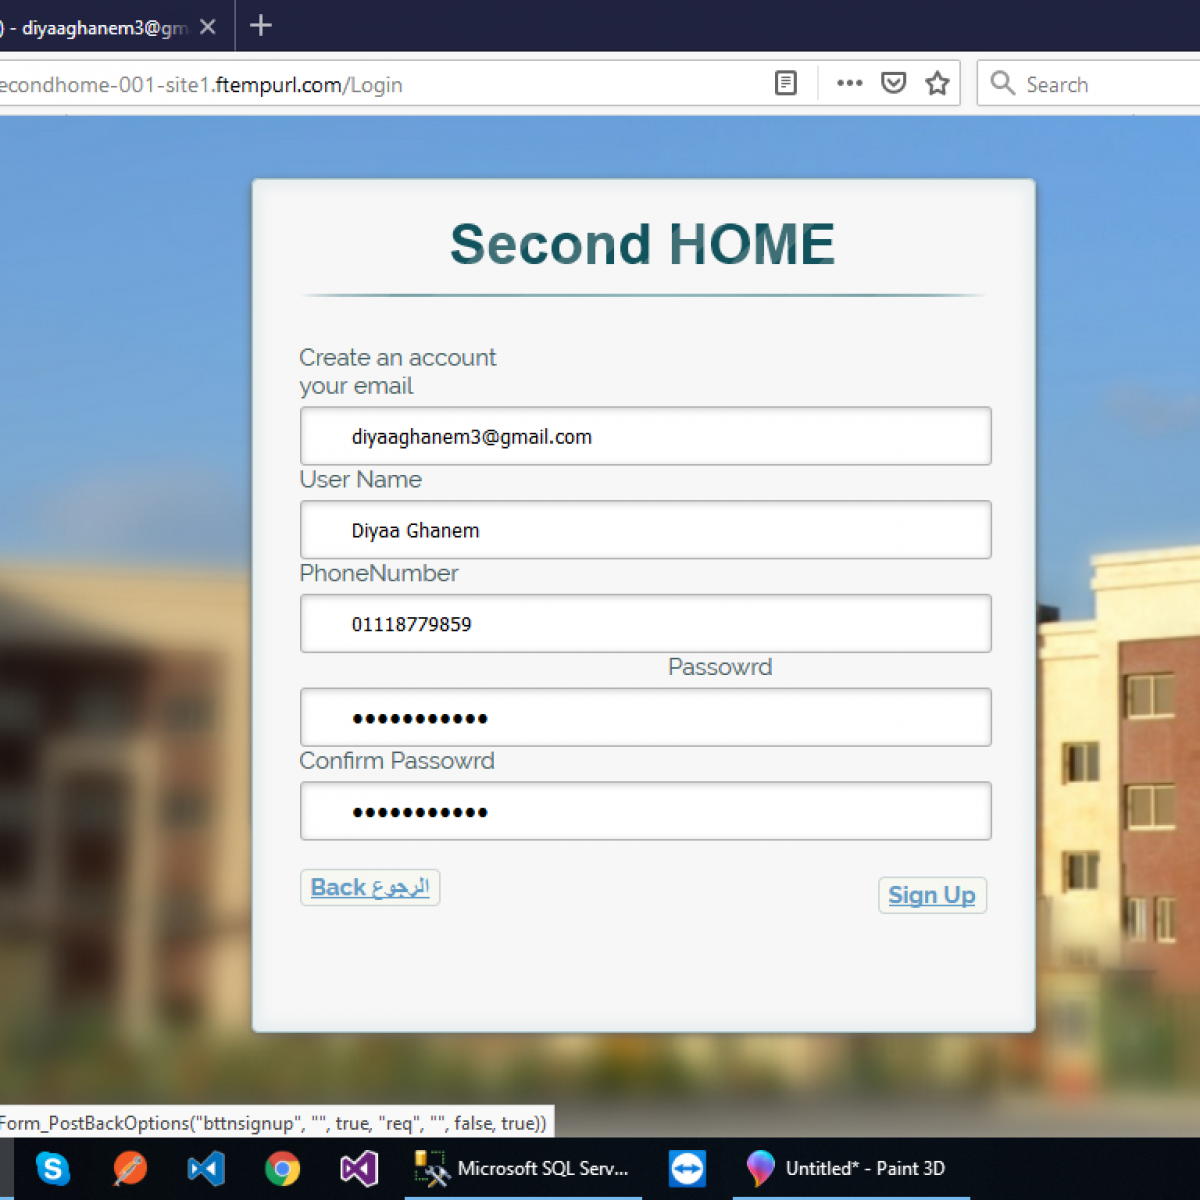 ) - diyaaghanem3@gm
econdhome-001-site1.ftempurl.com/Login
Search
Second HOME
Create an account
your email
diyaaghanem3@gmail.com
User Name
Diyaa Ghanem
PhoneNumber
01118779859
Passowrd
•••••••••••
Confirm Passowrd
•••••••••••
Back الرجوع
Sign Up
Form_PostBackOptions("bttnsignup", "", true, "req", "", false, true))
Microsoft SQL Serv...
Untitled* - Paint 3D